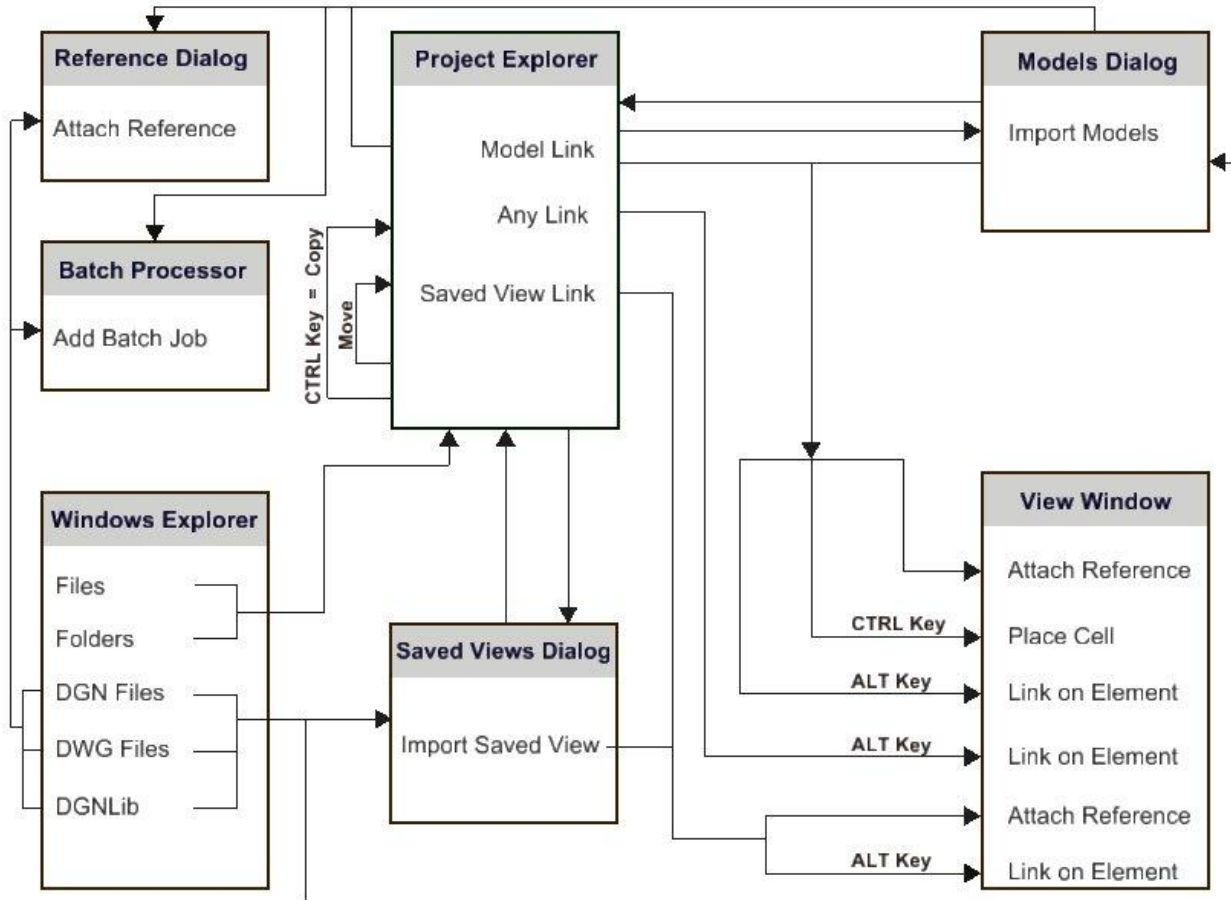 Reference Dialog
Attach Reference
Batch Processor
Add Batch Job
Project Explorer
Model Link
Any Link
Saved View Link
CTRL Key = Copy
Move
Models Dialog
Import Models
Windows Explorer
Files
Folders
DGN Files
DWG Files
DGNLib
Saved Views Dialog
Import Saved View
View Window
Attach Reference
CTRL Key
Place Cell
ALT Key
Link on Element
ALT Key
Link on Element
Attach Reference
ALT Key
Link on Element